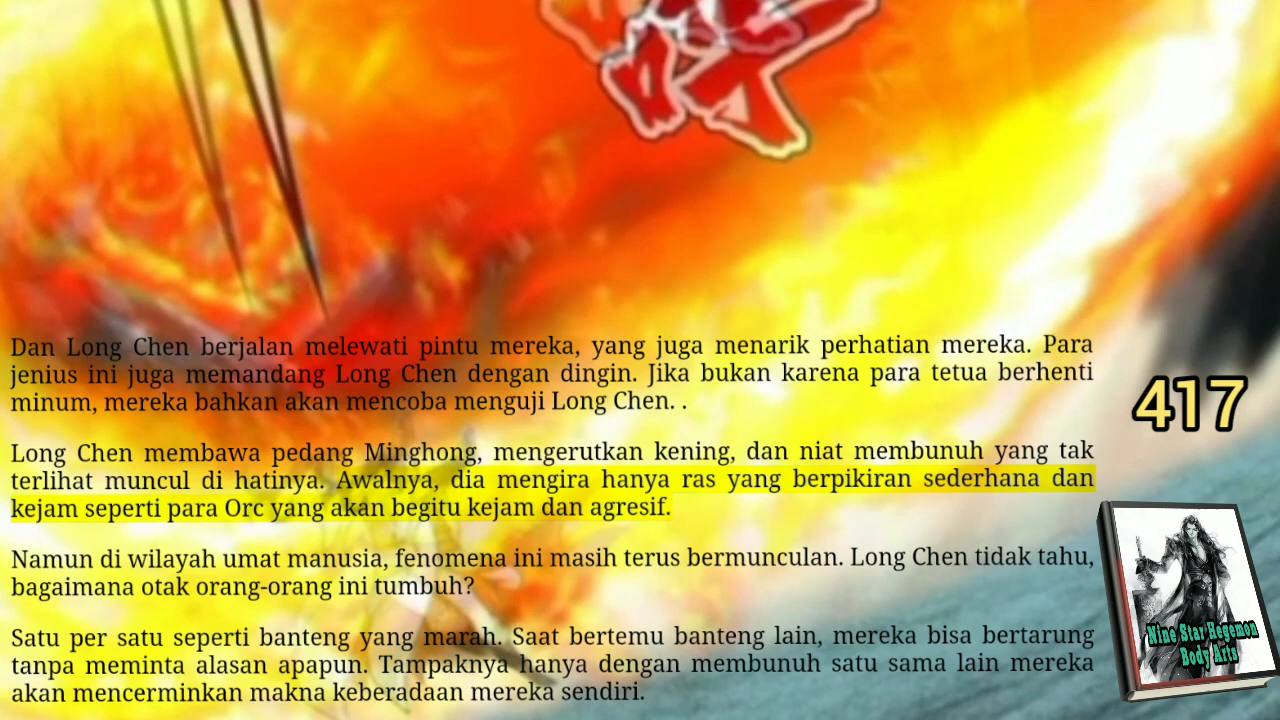 Dan Long Chen berjalan melewati pintu mereka, yang juga menarik perhatian mereka. Para
jenius ini juga memandang Long Chen dengan dingin. Jika bukan karena para tetua berhenti
minum, mereka bahkan akan mencoba menguji Long Chen. .
Long Chen membawa pedang Minghong, mengerutkan kening, dan niat membunuh yang tak
terlihat muncul di hatinya. Awalnya, dia mengira hanya ras yang berpikiran sederhana dan
kejam seperti para Orc yang akan begitu kejam dan agresif.
Namun di wilayah umat manusia, fenomena ini masih terus bermunculan. Long Chen tidak tahu,
bagaimana otak orang-orang ini tumbuh?
Satu per satu seperti banteng yang marah. Saat bertemu banteng lain, mereka bisa bertarung
tanpa meminta alasan apapun. Tampaknya hanya dengan membunuh satu sama lain mereka
akan mencerminkan makna keberadaan mereka sendiri.
417
Nine Star Hegemon
Body Arts